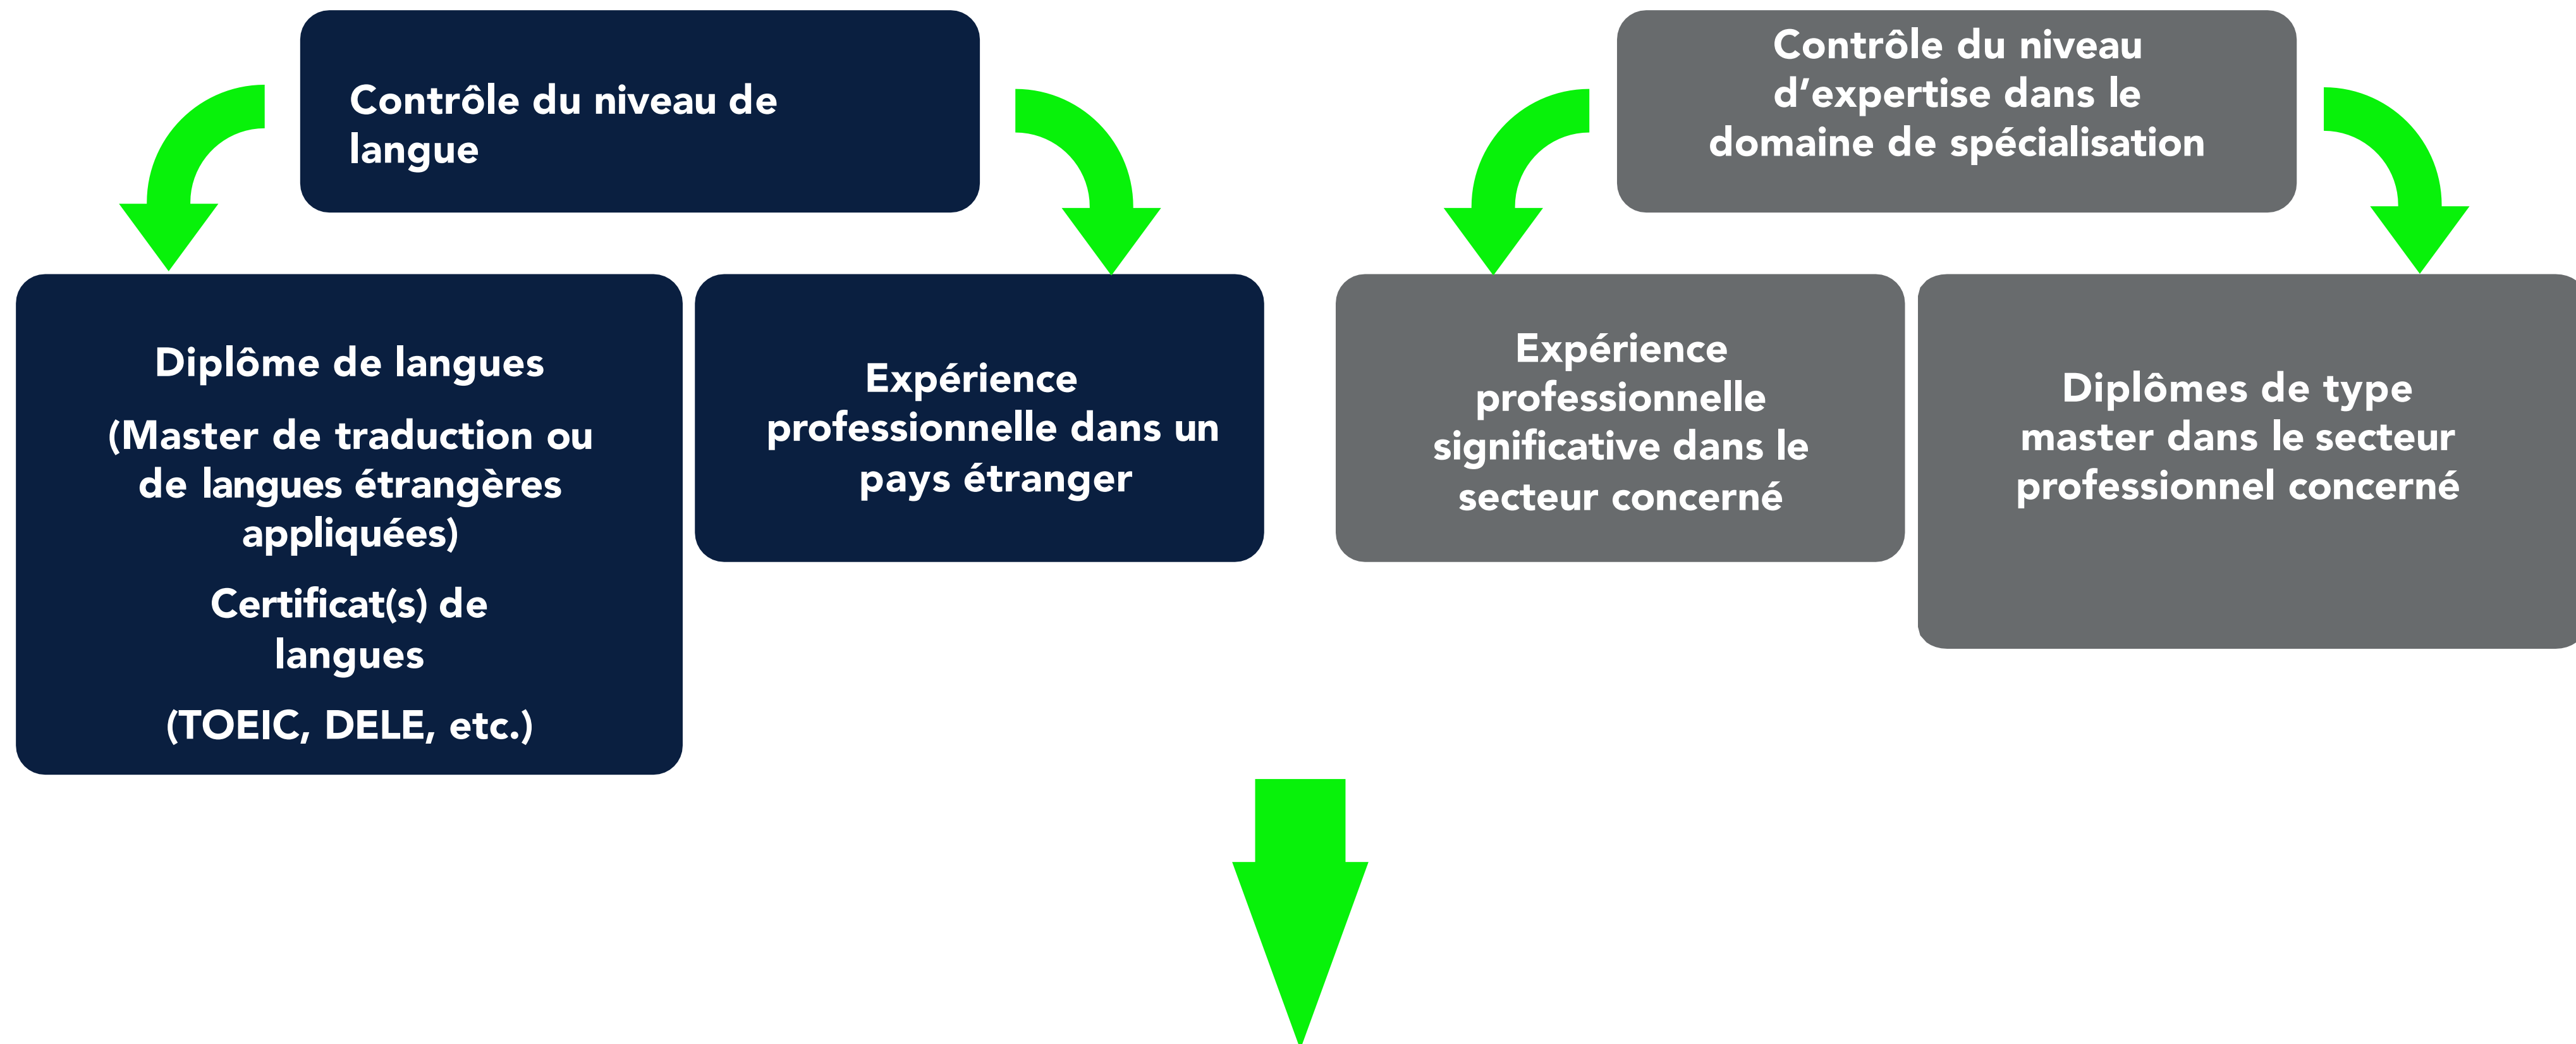 Contrôle du niveau de
langue
Contrôle du niveau
d’expertise dans le
domaine de spécialisation
Diplôme de langues
(Master de traduction ou
de langues étrangères
appliquées)
Certificat(s) de
langues
(TOEIC, DELE, etc.)
Expérience
professionnelle dans un
pays étranger
Expérience
professionnelle
significative dans le
secteur concerné
Diplômes de type
master dans le secteur
professionnel concerné